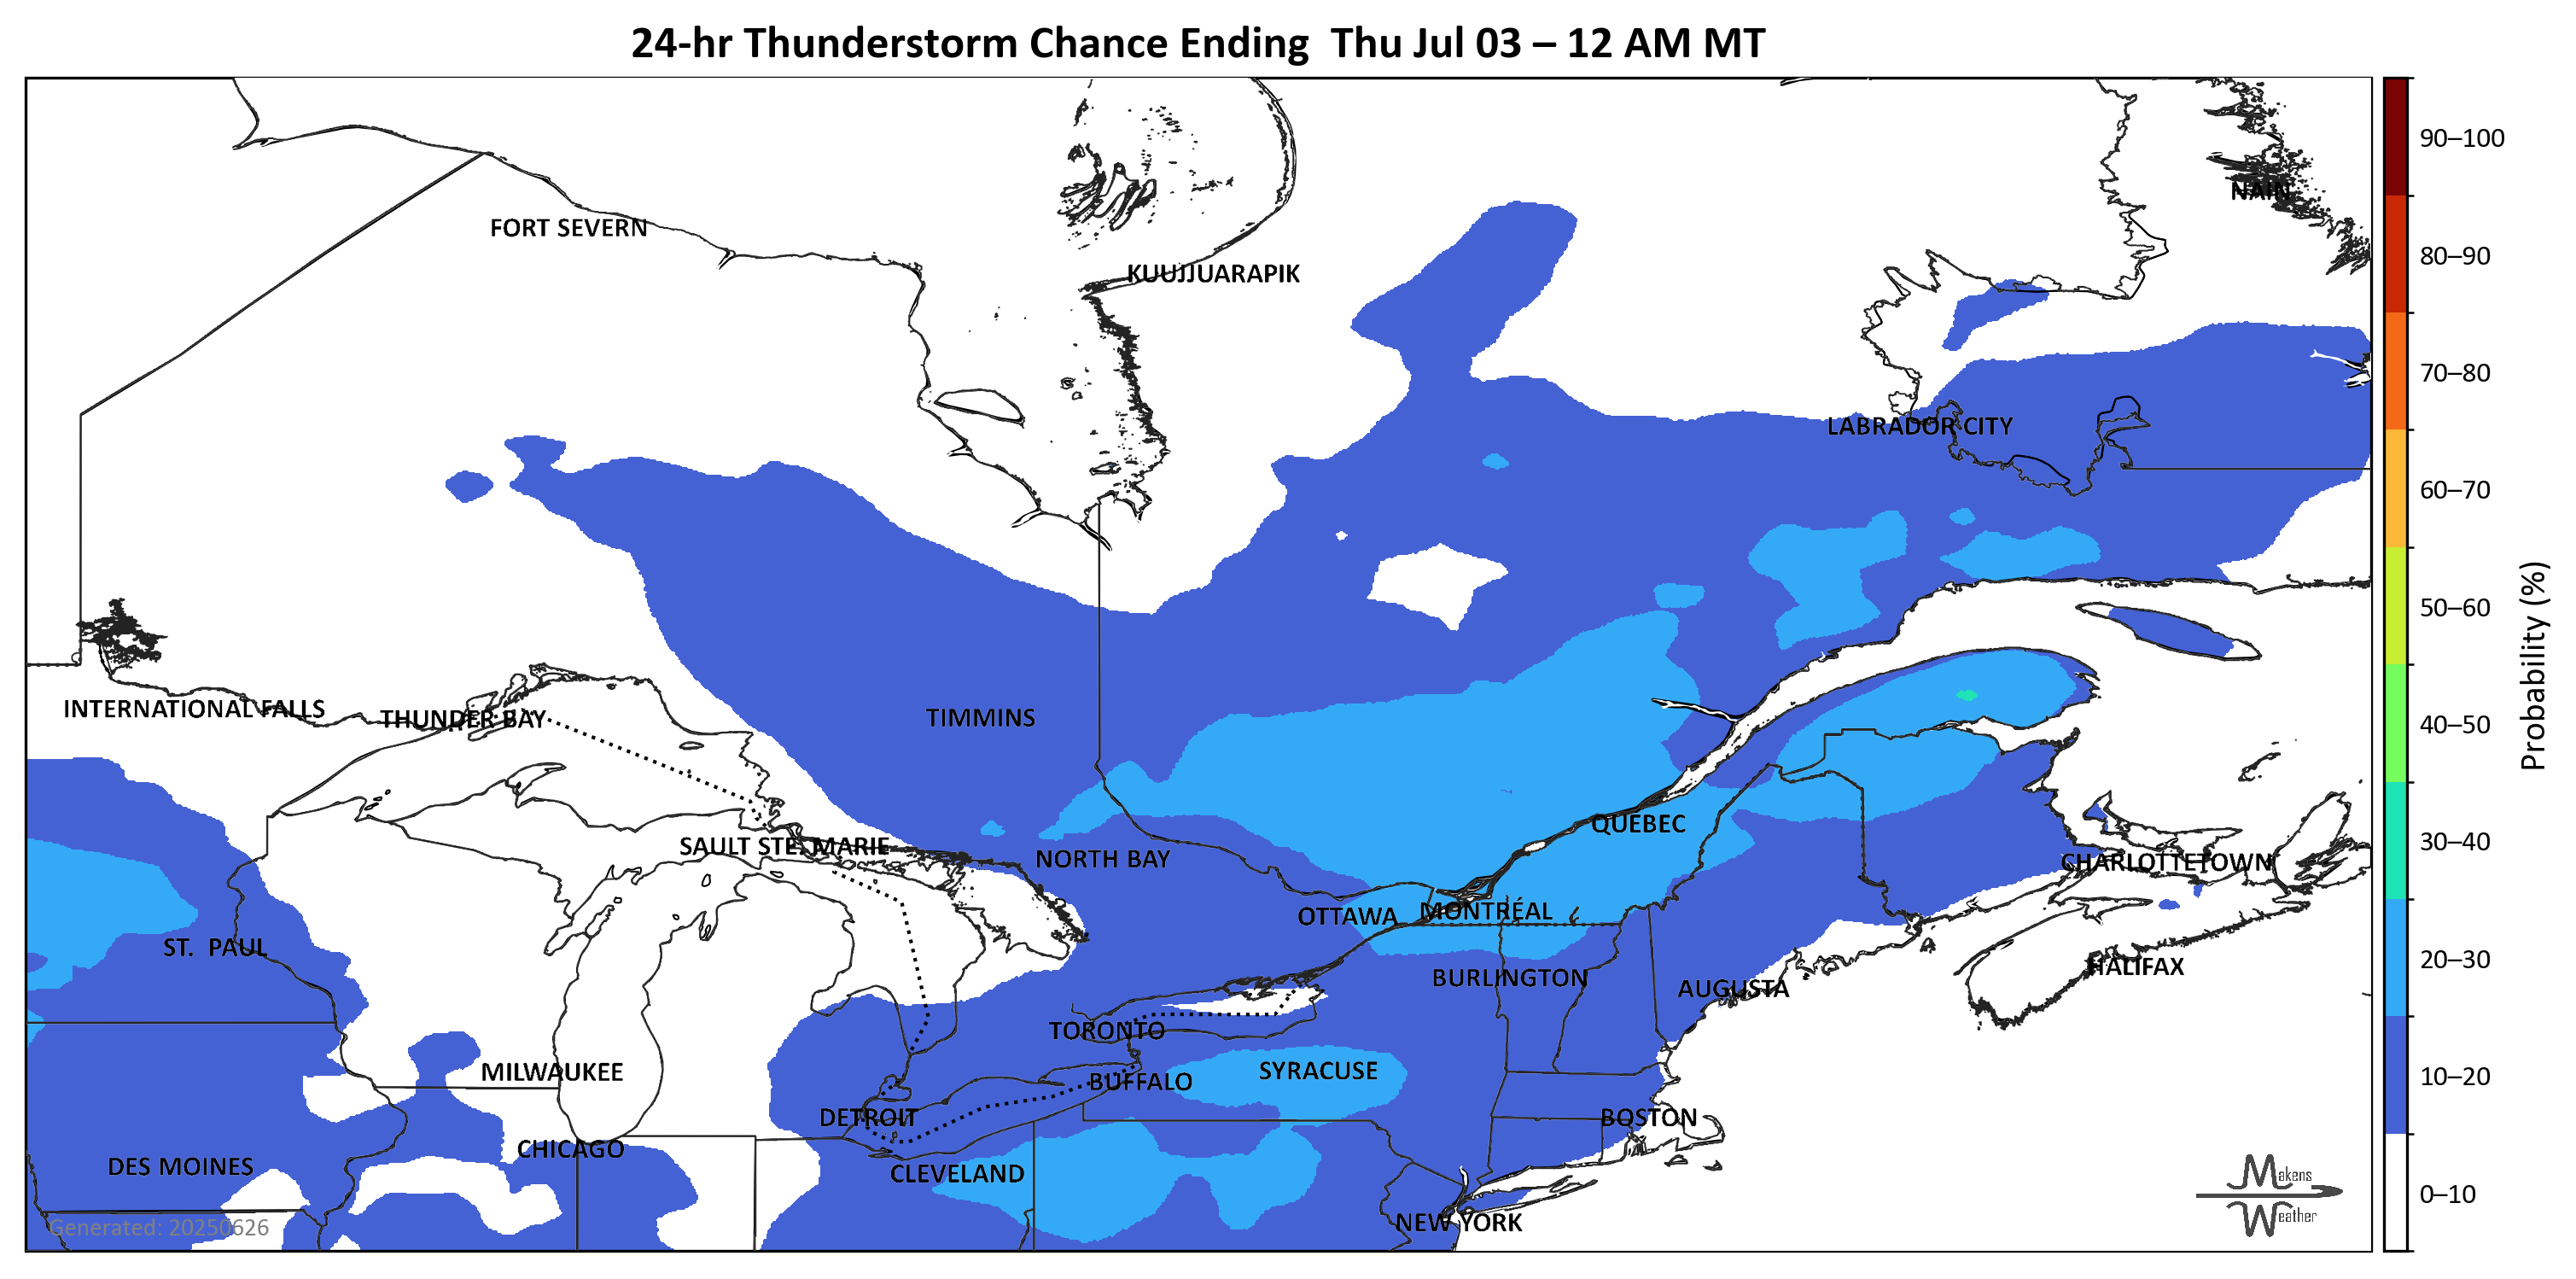 24-hr Thunderstorm Chance Ending  Thu Jul 03 – 12 AM MT
90–100
NAIN
FORT SEVERN
80–90
KUUJJUARAPIK
70–80
LABRADOR CITY
60–70
50–60
Probability (%)
INTERNATIONAL FALLS
THUNDER BAY
TIMMINS
40–50
QUEBEC
30–40
SAULT STE. MARIE
NORTH BAY
CHARLOTTETOWN
OTTAWA
MONTRÉAL
ST.  PAUL
20–30
HALIFAX
BURLINGTON
AUGUSTA
TORONTO
MILWAUKEE
SYRACUSE
10–20
BUFFALO
DETROIT
BOSTON
CHICAGO
DES MOINES
CLEVELAND
Makens
0–10
Weather
NEW YORK
Generated: 20250626